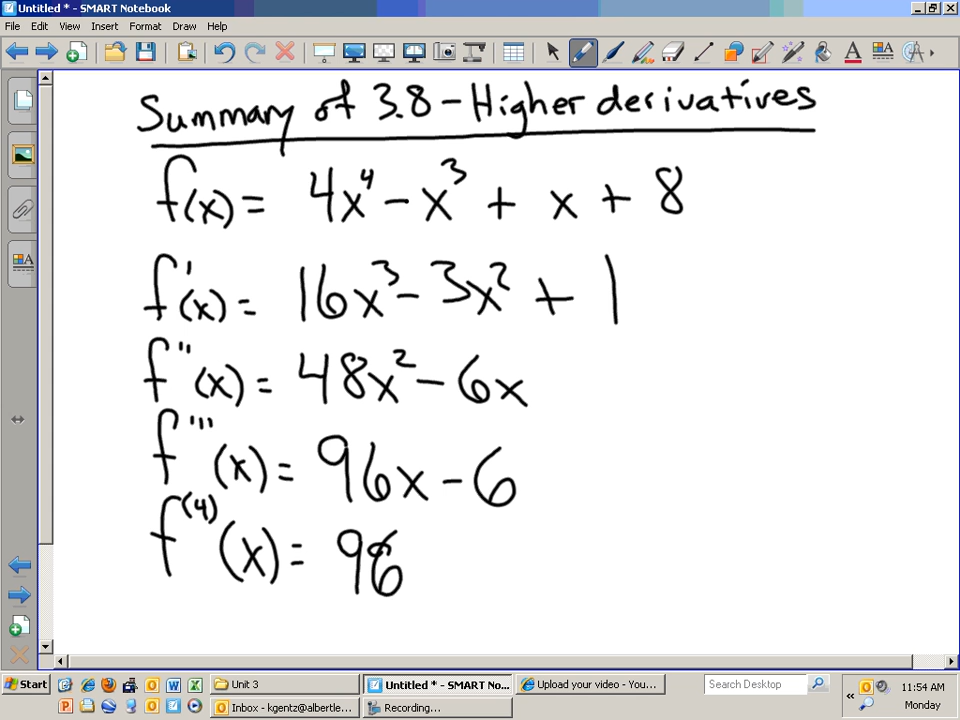 Untitled * - SMART Notebook
File Edit View Insert Format Draw Help
Summary of 3.8 - Higher derivatives
f(x) = 4x⁴ - x³ + x + 8
f'(x) = 16x³ - 3x² + 1
f''(x) = 48x² - 6x
f'''(x) = 96x - 6
f⁽⁴⁾(x) = 96
Start Unit 3 Untitled * - SMART No... Upload your video - You... Search Desktop 11:54 AM
Inbox - kgentz@albertle... Recording... Monday